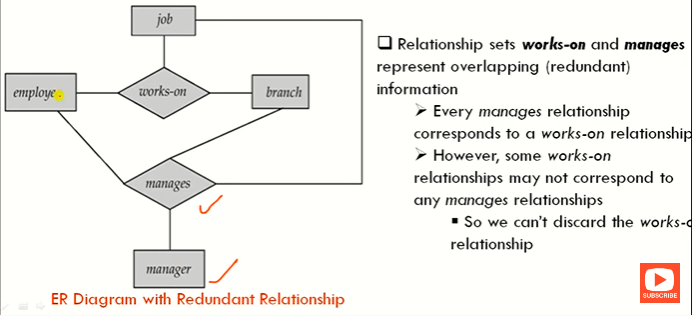 job
employe
works-on
branch
manages
manager
ER Diagram with Redundant Relationship
❑ Relationship sets works-on and manages
represent overlapping (redundant)
information
➢ Every manages relationship
corresponds to a works-on relationship
➢ However, some works-on
relationships may not correspond to
any manages relationships
▪ So we can't discard the works-o
relationship
SUBSCRIBE